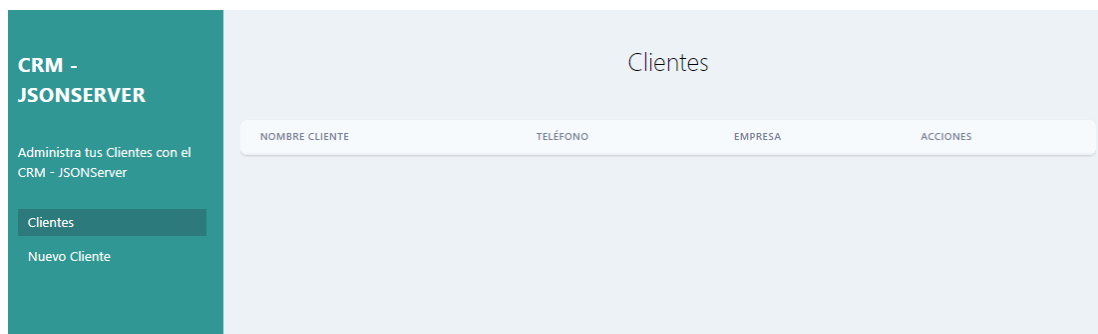 CRM -
JSONSERVER
Administra tus Clientes con el
CRM - JSONServer
Clientes
Nuevo Cliente
Clientes
NOMBRE CLIENTE TELÉFONO EMPRESA ACCIONES